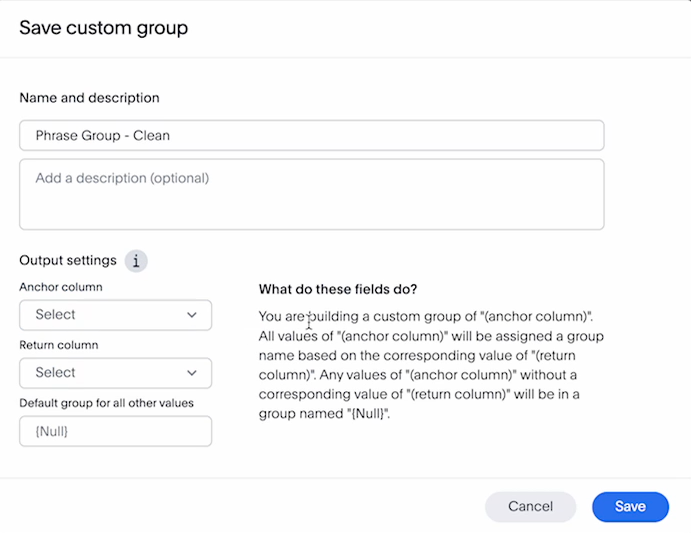 Save custom group
Name and description
Phrase Group - Clean
Add a description (optional)
Output settings i
Anchor column
Select
Return column
Select
Default group for all other values
{Null}
What do these fields do?
You are building a custom group of "(anchor column)".
All values of "(anchor column)" will be assigned a group
name based on the corresponding value of "(return
column)". Any values of "(anchor column)" without a
corresponding value of "(return column)" will be in a
group named "{Null}".
Cancel
Save